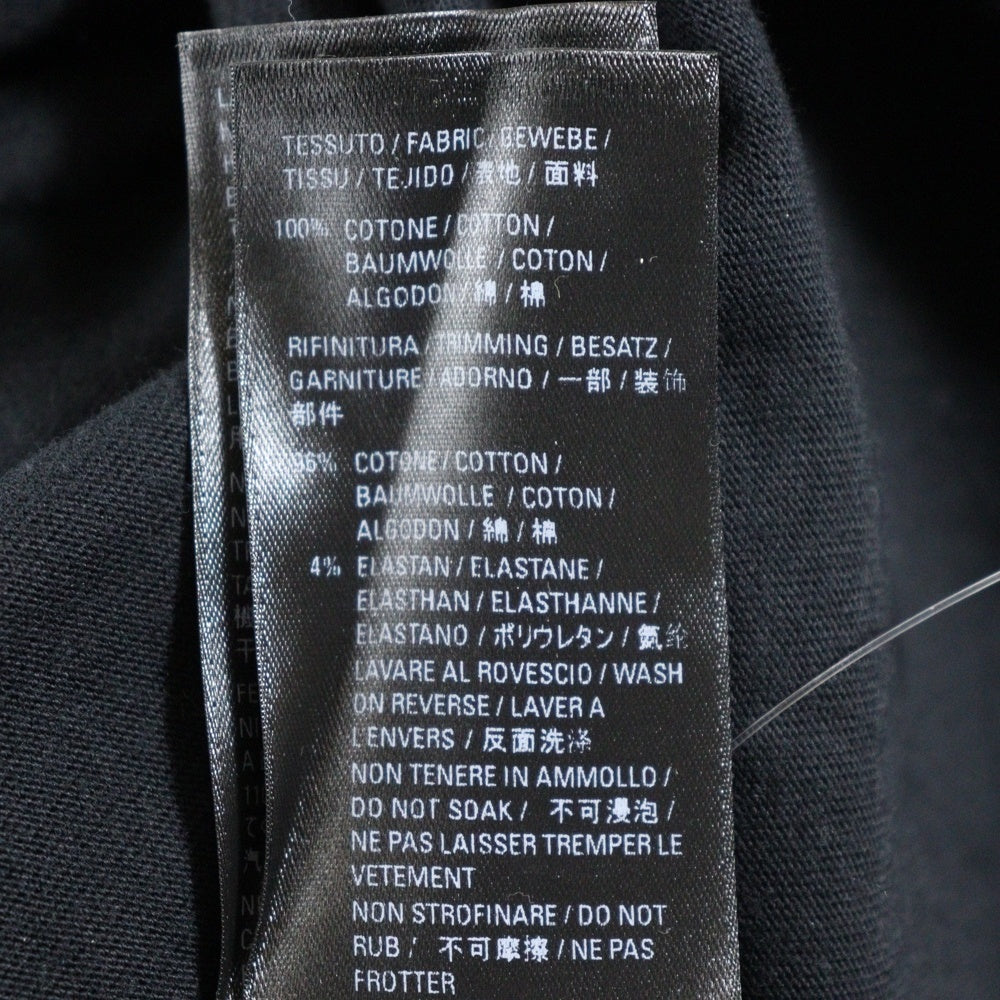 TESSUTO / FABRIC / GEWEBE /
TISSU / TEJIDO / 表地 / 面料
100% COTONE / COTTON /
BAUMWOLLE / COTON /
ALGODON / 綿 / 棉
RIFINITURA / TRIMMING / BESATZ /
GARNITURE / ADORNO / 一部 / 装饰
部件
96% COTONE / COTTON /
BAUMWOLLE / COTON /
ALGODON / 綿 / 棉
4% ELASTAN / ELASTANE /
ELASTHAN / ELASTHANNE /
ELASTANO / ポリウレタン / 氨纶
LAVARE AL ROVESCIO / WASH
ON REVERSE / LAVER A
L'ENVERS / 反面洗涤
NON TENERE IN AMMOLLO /
DO NOT SOAK / 不可浸泡 /
NE PAS LAISSER TREMPER LE
VETEMENT
NON STROFINARE / DO NOT
RUB / 不可摩擦 / NE PAS
FROTTER